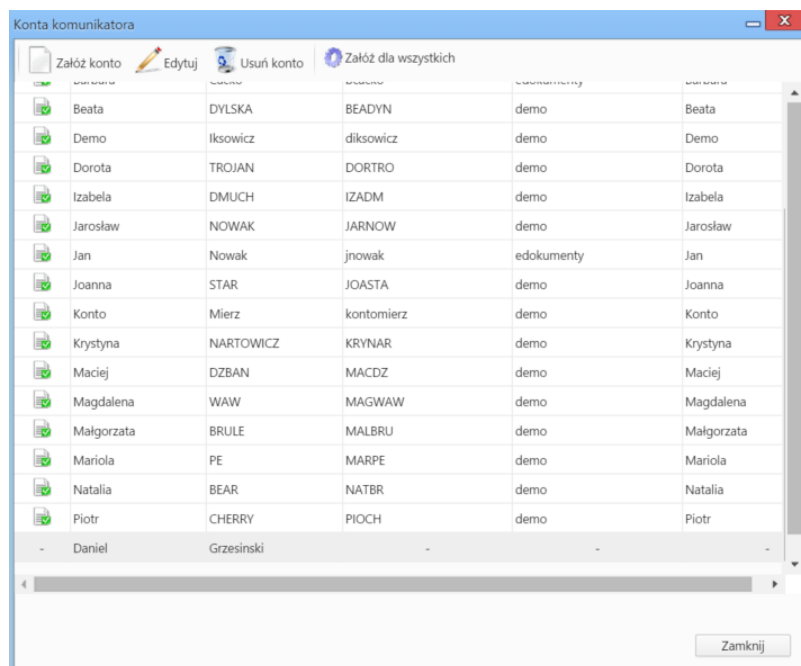 Konta komunikatora
Załóż konto Edytuj Usuń konto Załóż dla wszystkich
Beata DYLSKA BEADYN demo Beata
Demo Iksowicz diksowicz demo Demo
Dorota TROJAN DORTRO demo Dorota
Izabela DMUCH IZADM demo Izabela
Jarosław NOWAK JARNOW demo Jarosław
Jan Nowak jnowak edokumenty Jan
Joanna STAR JOASTA demo Joanna
Konto Mierz kontomierz demo Konto
Krystyna NARTOWICZ KRYNAR demo Krystyna
Maciej DZBAN MACDZ demo Maciej
Magdalena WAW MAGWAW demo Magdalena
Małgorzata BRULE MALBRU demo Małgorzata
Mariola PE MARPE demo Mariola
Natalia BEAR NATBR demo Natalia
Piotr CHERRY PIOCH demo Piotr
- Daniel Grzesinski - - -
Zamknij